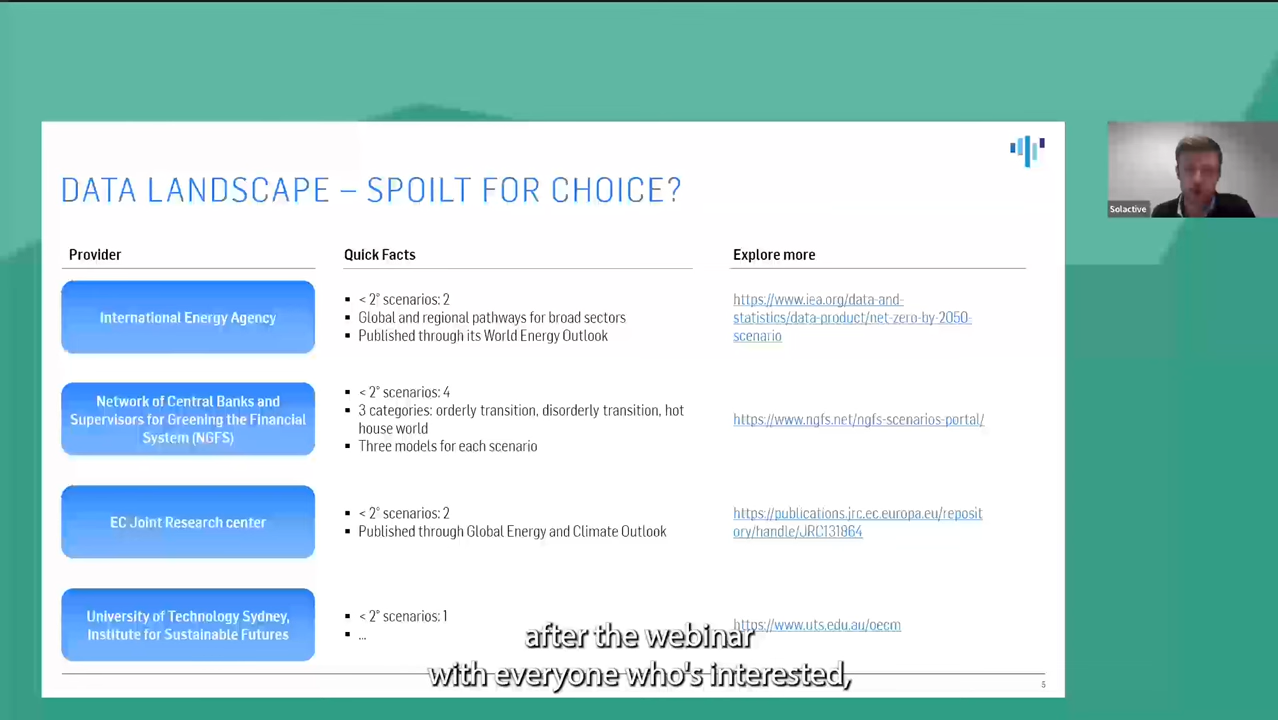 DATA LANDSCAPE – SPOILT FOR CHOICE?
Solactive
Provider
Quick Facts
Explore more
International Energy Agency
▪ < 2° scenarios: 2
▪ Global and regional pathways for broad sectors
▪ Published through its World Energy Outlook
https://www.iea.org/data-and-
statistics/data-product/net-zero-by-2050-
scenario
Network of Central Banks and
Supervisors for Greening the Financial
System (NGFS)
▪ < 2° scenarios: 4
▪ 3 categories: orderly transition, disorderly transition, hot
house world
▪ Three models for each scenario
https://www.ngfs.net/ngfs-scenarios-portal/
EC Joint Research center
▪ < 2° scenarios: 2
▪ Published through Global Energy and Climate Outlook
https://publications.jrc.ec.europa.eu/reposit
ory/handle/JRC131864
University of Technology Sydney,
Institute for Sustainable Futures
▪ < 2° scenarios: 1
▪ ...
https://www.uts.edu.au/oecm
after the webinar
with everyone who's interested,
5